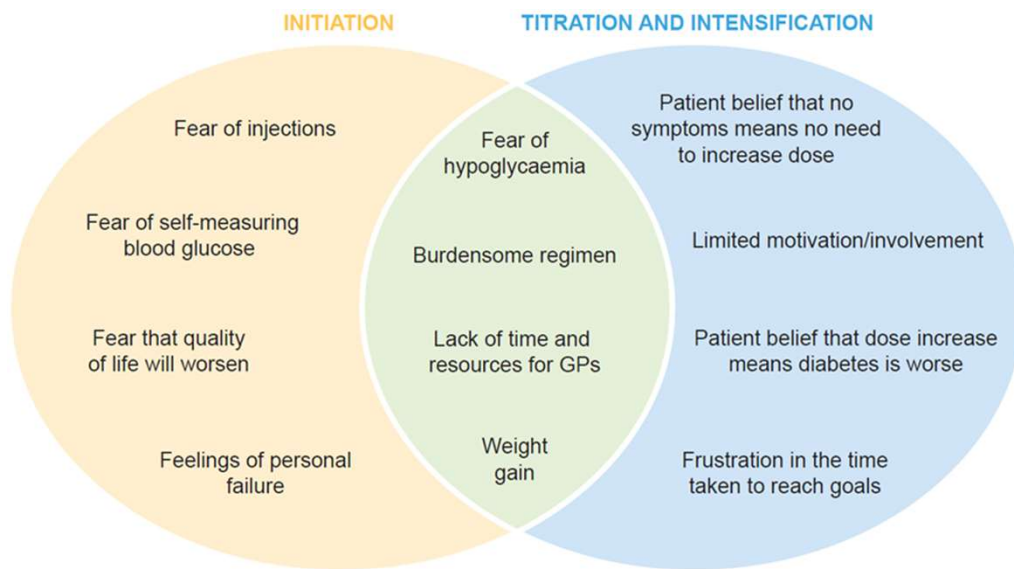 INITIATION
TITRATION AND INTENSIFICATION
Fear of injections
Fear of self-measuring
blood glucose
Fear that quality
of life will worsen
Feelings of personal
failure
Fear of
hypoglycaemia
Burdensome regimen
Lack of time and
resources for GPs
Weight
gain
Patient belief that no
symptoms means no need
to increase dose
Limited motivation/involvement
Patient belief that dose increase
means diabetes is worse
Frustration in the time
taken to reach goals